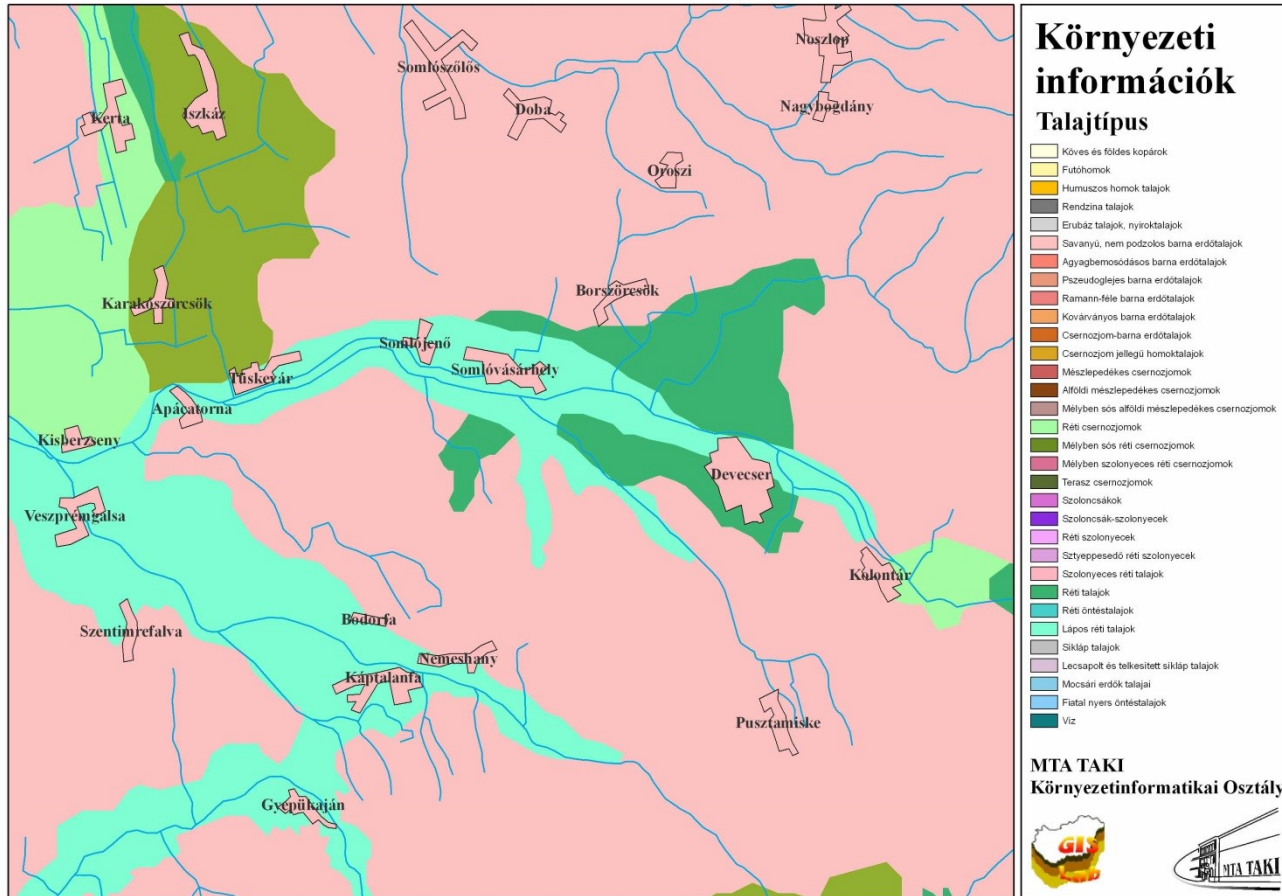 Noszlop
Somlószőlős
Doba
Nagybogdány
Kerta
Iszkáz
Oroszi
Karakószörcsök
Borszörcsök
Somlójenő
Somlóvásárhely
Tüskevár
Apácatorna
Kisberzseny
Devecser
Veszprémgalsa
Kolontár
Szentimrefalva
Bodorfa
Nemeshany
Káptalanfa
Pusztamiske
Gyepükaján
Környezeti
információk
Talajtípus
Köves és földes kopárok
Futóhomok
Humuszos homok talajok
Rendzina talajok
Erubáz talajok, nyiroktalajok
Savanyú, nem podzolos barna erdőtalajok
Agyagbemosódásos barna erdőtalajok
Pszeudoglejes barna erdőtalajok
Ramann-féle barna erdőtalajok
Kovárványos barna erdőtalajok
Csernozjom-barna erdőtalajok
Csernozjom jellegű homoktalajok
Mészlepedékes csernozjomok
Alföldi mészlepedékes csernozjomok
Mélyben sós alföldi mészlepedékes csernozjomok
Réti csernozjomok
Mélyben sós réti csernozjomok
Mélyben szolonyeces réti csernozjomok
Terasz csernozjomok
Szoloncsákok
Szoloncsák-szolonyecek
Réti szolonyecek
Sztyeppesedő réti szolonyecek
Szolonyeces réti talajok
Réti talajok
Réti öntéstalajok
Lápos réti talajok
Síkláp talajok
Lecsapolt és telkesített síkláp talajok
Mocsári erdők talajai
Fiatal nyers öntéstalajok
Víz
MTA TAKI
Környezetinformatikai Osztály
GIS
Lab
MTA TAKI